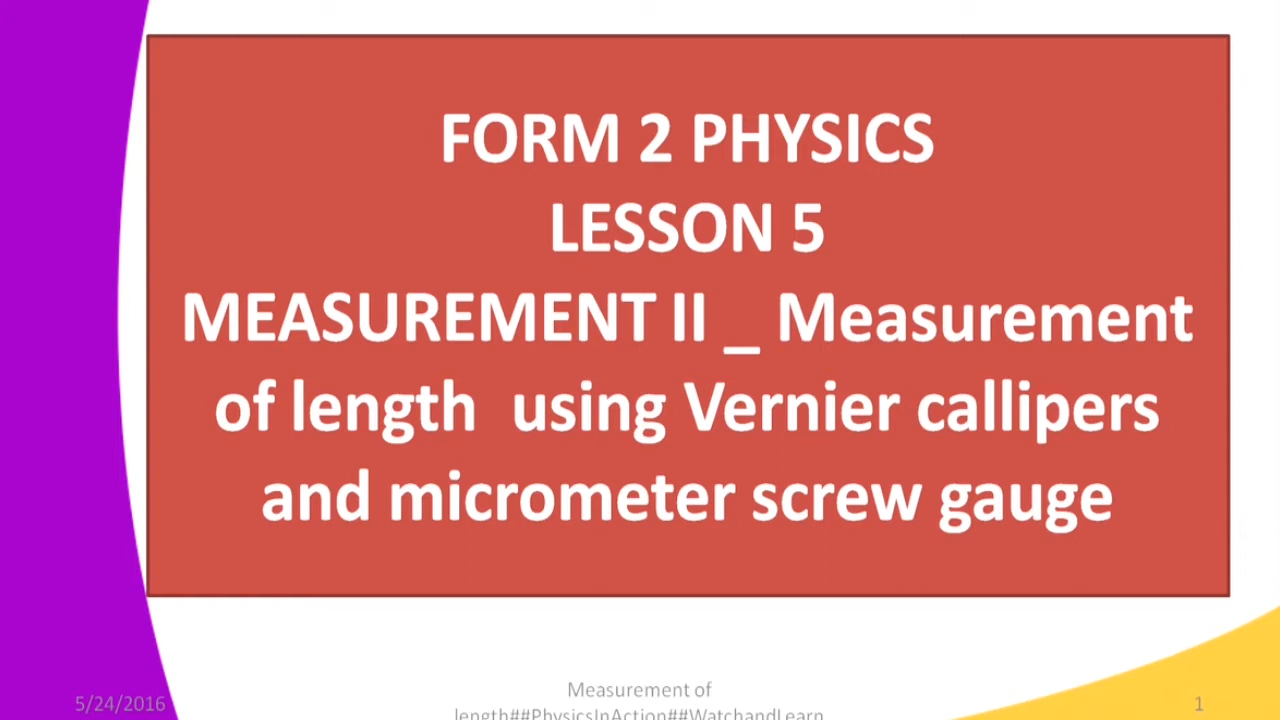 FORM 2 PHYSICS
LESSON 5
MEASUREMENT II _ Measurement
of length using Vernier callipers
and micrometer screw gauge
5/24/2016
Measurement of
length##PhysicsInAction##WatchandLearn
1